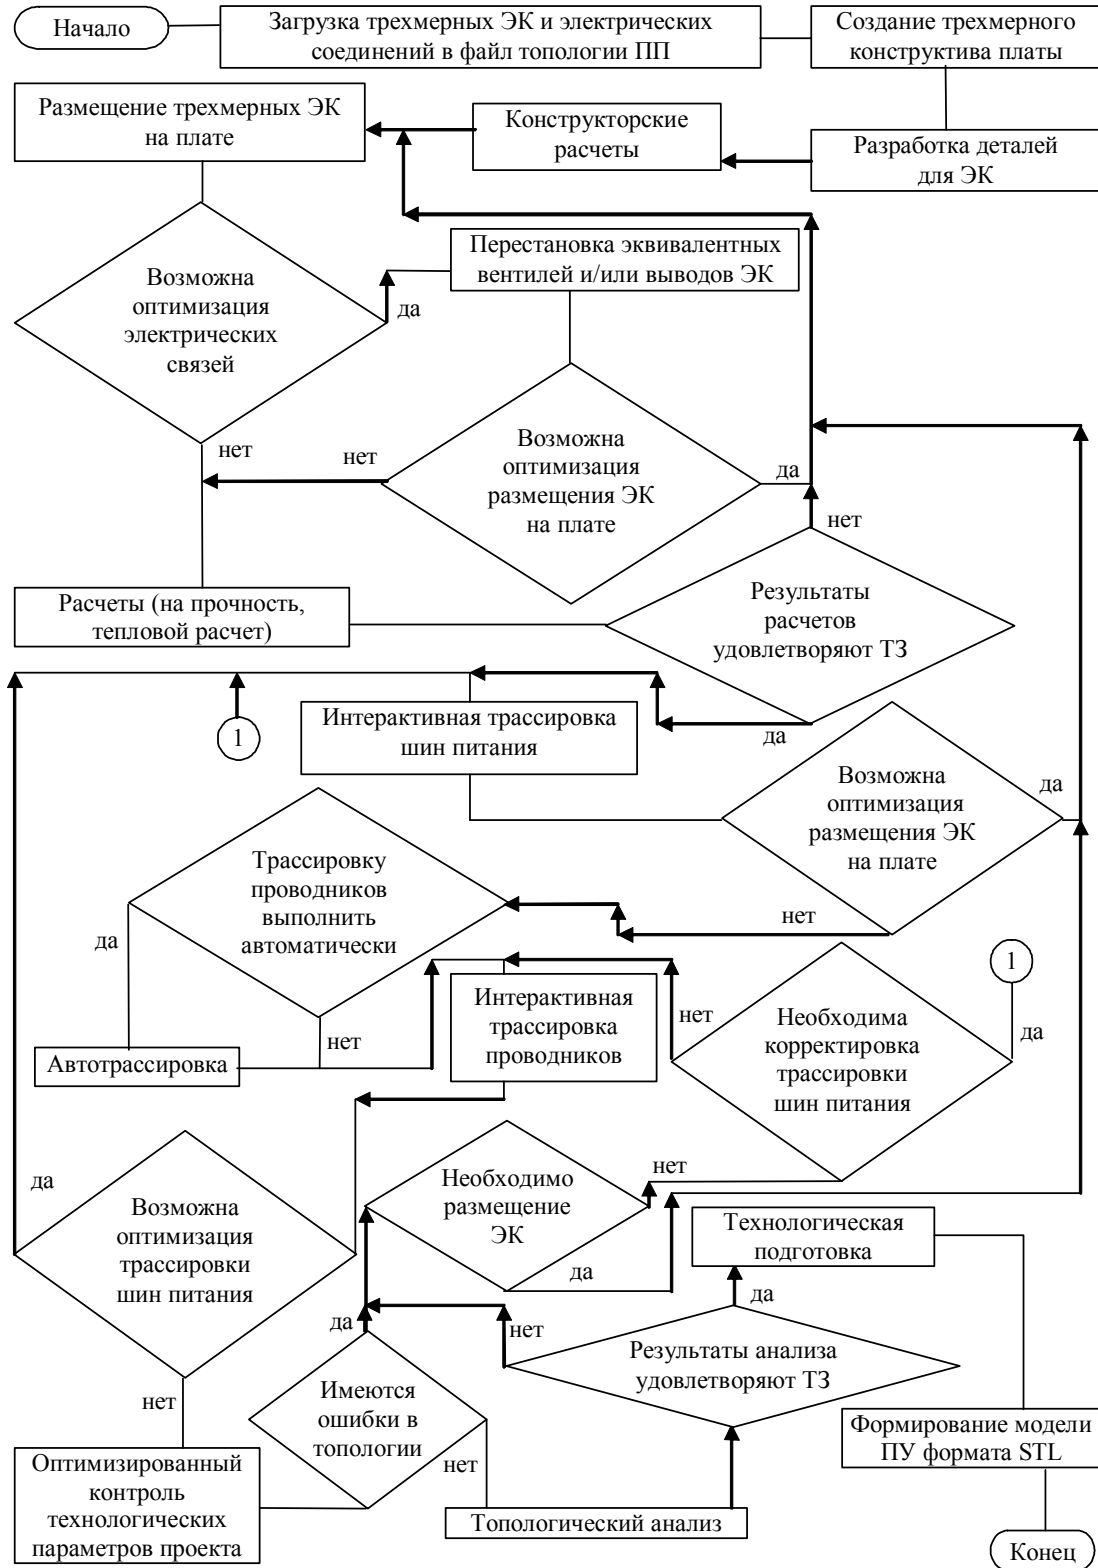 Начало
Загрузка трехмерных ЭК и электрических
соединений в файл топологии ПП
Создание трехмерного
конструктива платы
Размещение трехмерных ЭК
на плате
Конструкторские
расчеты
Разработка деталей
для ЭК
Перестановка эквивалентных
вентилей и/или выводов ЭК
Возможна
оптимизация
электрических
связей
да
нет
нет
Возможна
оптимизация
размещения ЭК
на плате
да
нет
Расчеты (на прочность,
тепловой расчет)
Результаты
расчетов
удовлетворяют ТЗ
да
1
Интерактивная трассировка
шин питания
Возможна
оптимизация
размещения ЭК
на плате
да
нет
Трассировку
проводников
выполнить
автоматически
да
нет
Автотрассировка
Интерактивная
трассировка
проводников
нет
Необходима
корректировка
трассировки
шин питания
1
да
да
Возможна
оптимизация
трассировки
шин питания
нет
Необходимо
размещение
ЭК
нет
да
Технологическая
подготовка
да
нет
Результаты анализа
удовлетворяют ТЗ
да
Имеются
ошибки в
топологии
нет
Формирование модели
ПУ формата STL
Оптимизированный
контроль
технологических
параметров проекта
Топологический анализ
Конец